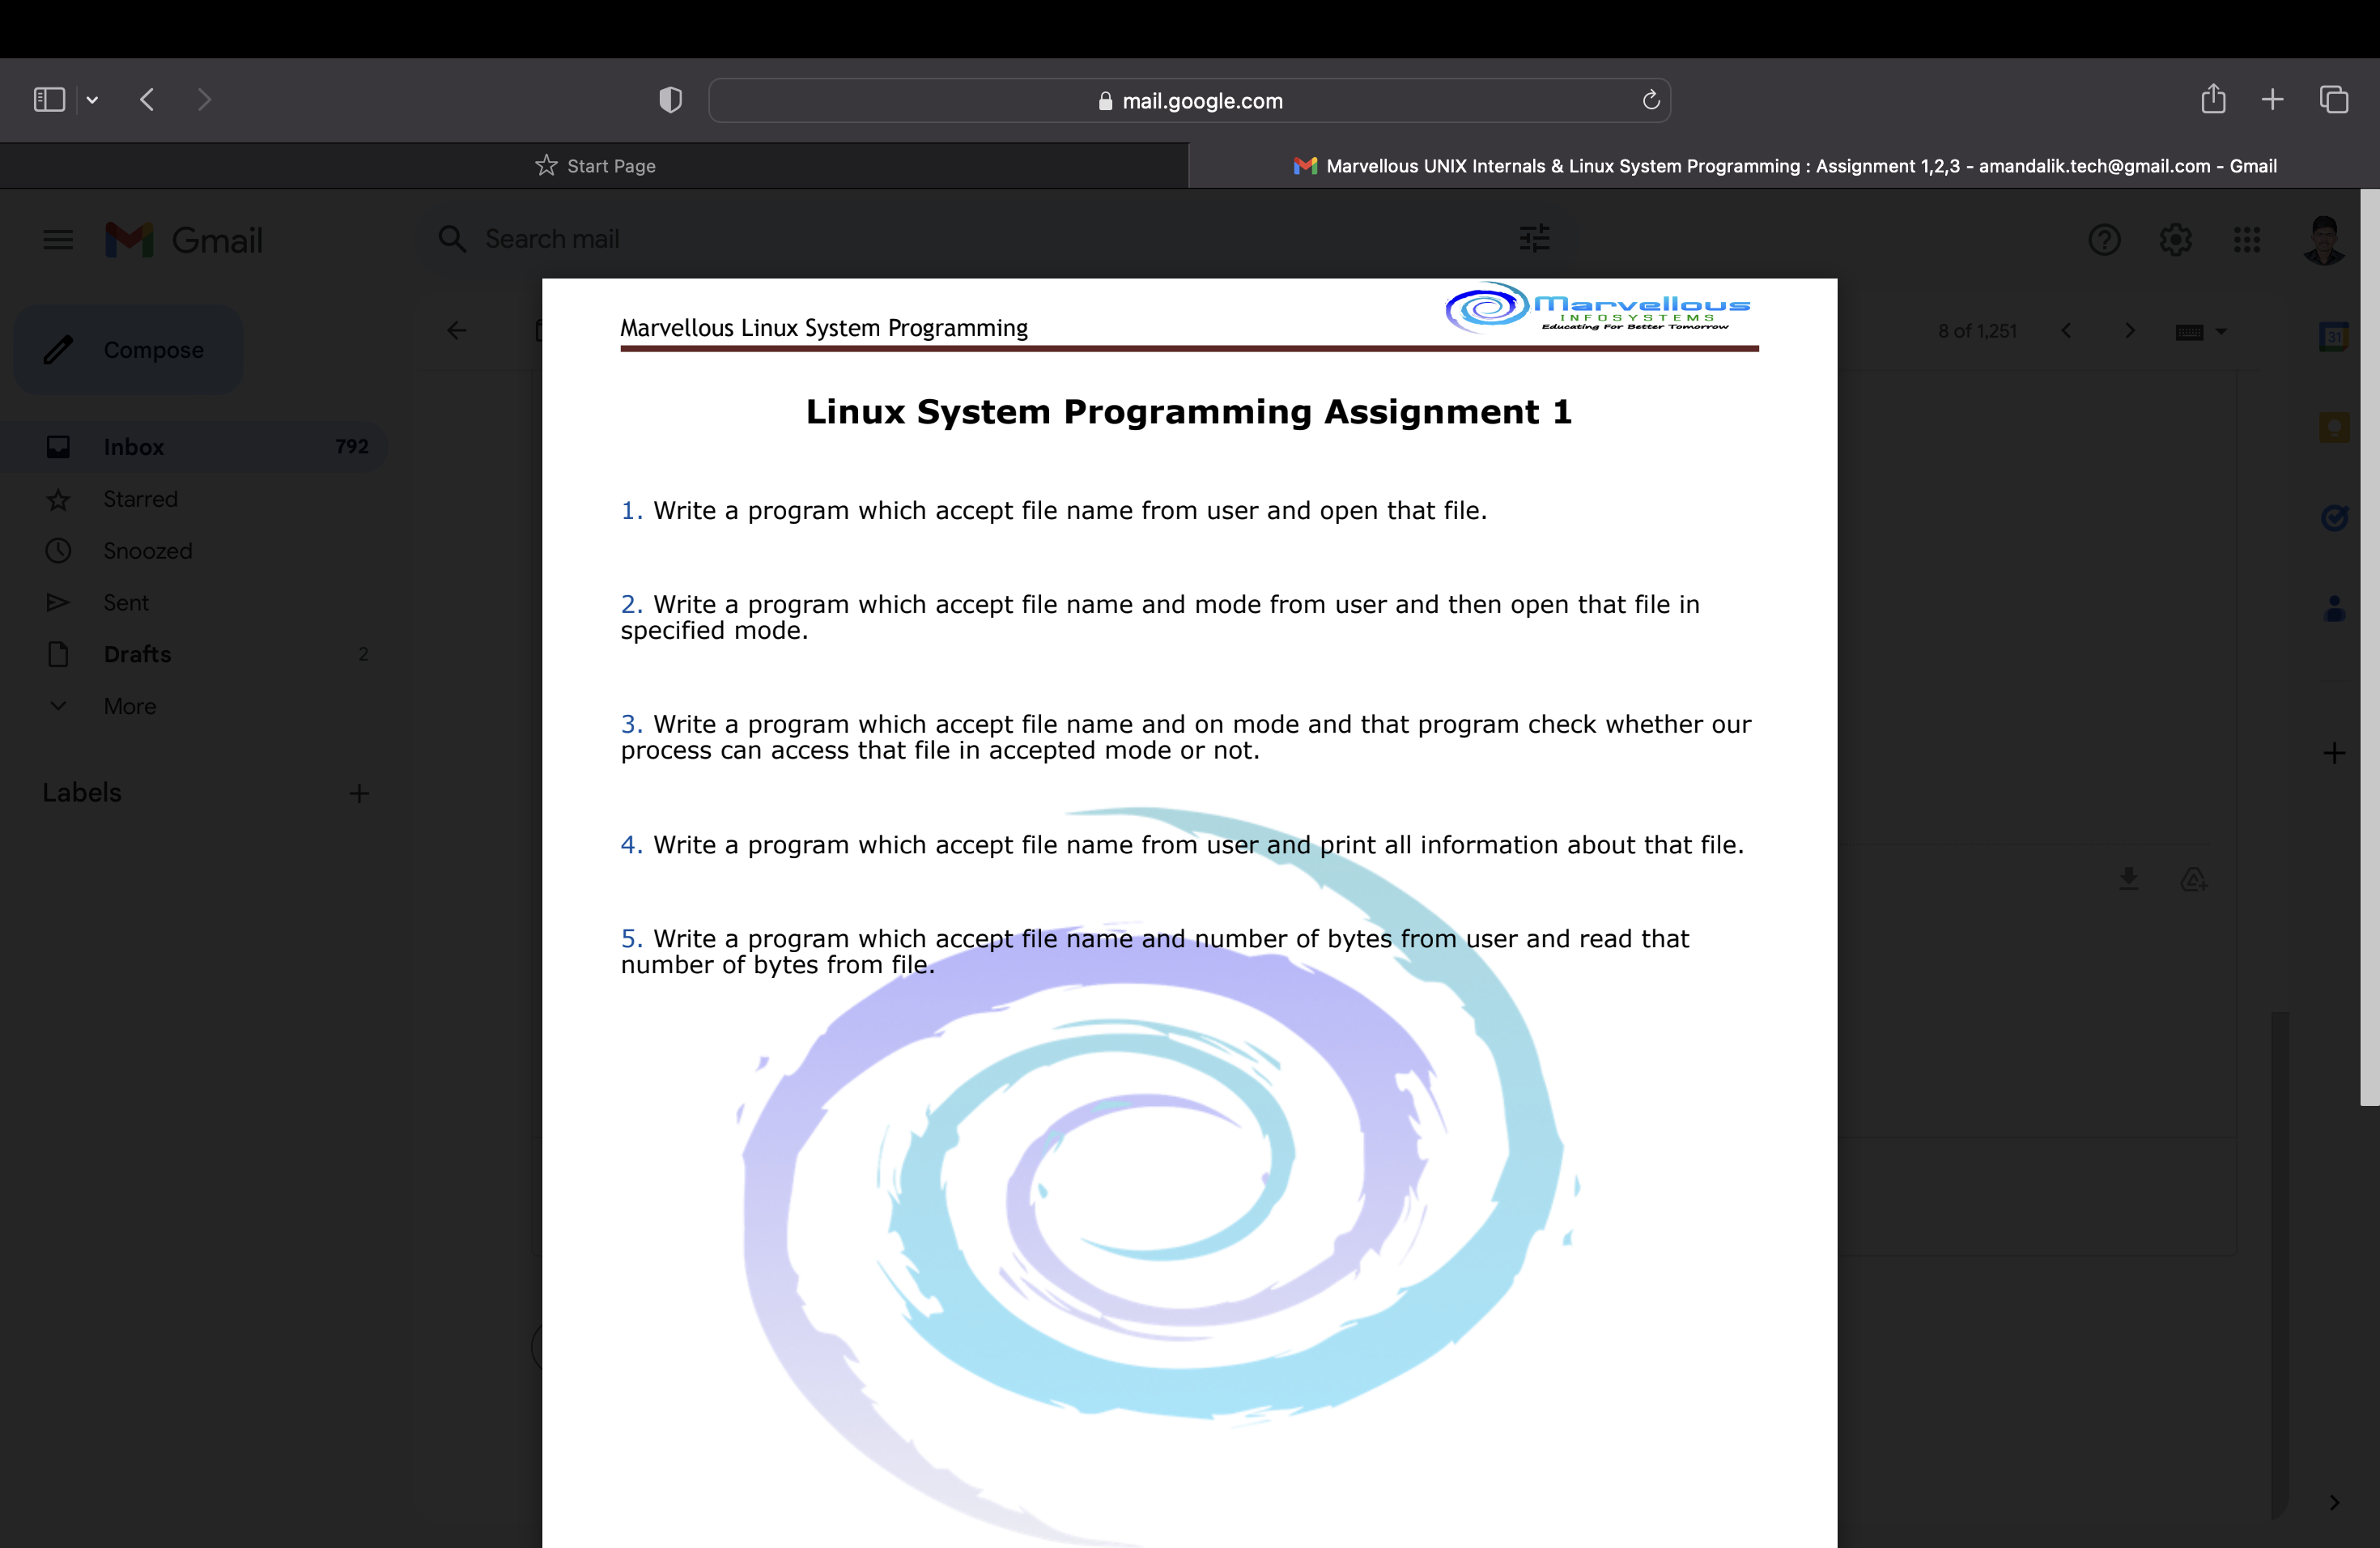 mail.google.com
Start Page
Marvellous UNIX Internals & Linux System Programming : Assignment 1,2,3 - amandalik.tech@gmail.com - Gmail
Gmail
Search mail
Compose
8 of 1,251
31
Inbox 792
Starred
Snoozed
Sent
Drafts 2
More
Labels
Marvellous Linux System Programming
Marvellous
INFOSYSTEMS
Educating For Better Tomorrow
Linux System Programming Assignment 1
1. Write a program which accept file name from user and open that file.
2. Write a program which accept file name and mode from user and then open that file in
specified mode.
3. Write a program which accept file name and on mode and that program check whether our
process can access that file in accepted mode or not.
4. Write a program which accept file name from user and print all information about that file.
5. Write a program which accept file name and number of bytes from user and read that
number of bytes from file.